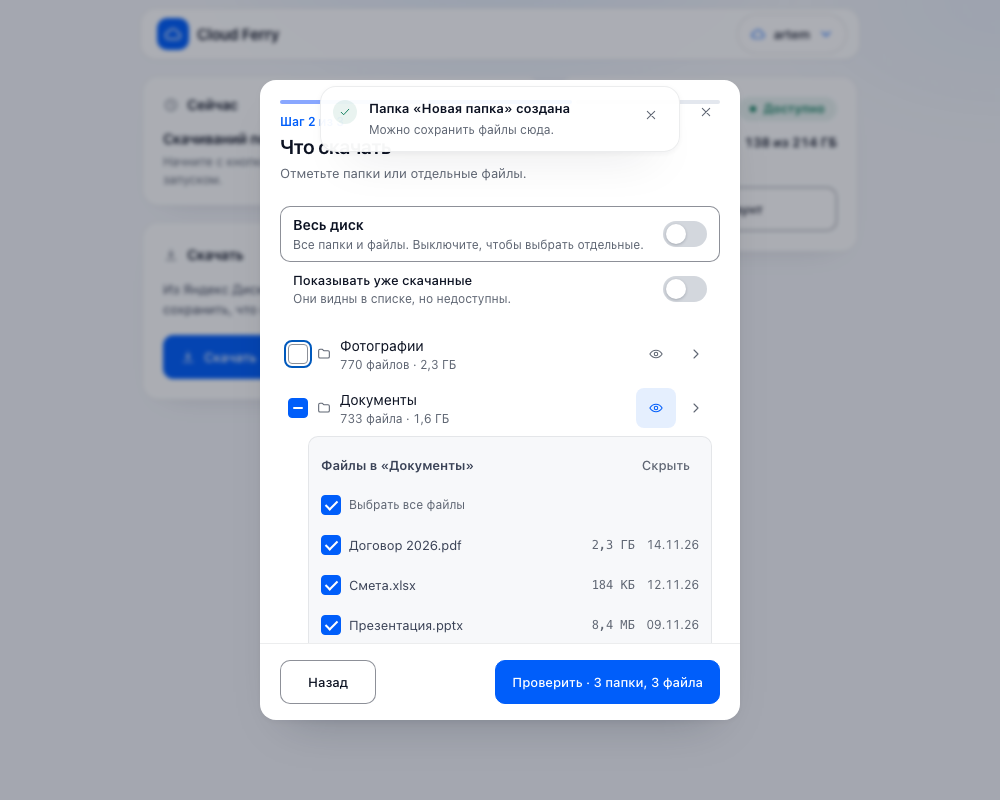 Cloud Ferry
artem
Сейчас
Доступно
138 из 214 ГБ
Скачать
Скачать
Папка «Новая папка» создана
Можно сохранить файлы сюда.
Шаг 2
Что скачать
Отметьте папки или отдельные файлы.
Весь диск
Все папки и файлы. Выключите, чтобы выбрать отдельные.
Показывать уже скачанные
Они видны в списке, но недоступны.
Фотографии
770 файлов · 2,3 ГБ
Документы
733 файла · 1,6 ГБ
Файлы в «Документы» Скрыть
Выбрать все файлы
Договор 2026.pdf 2,3 ГБ 14.11.26
Смета.xlsx 184 КБ 12.11.26
Презентация.pptx 8,4 МБ 09.11.26
Назад
Проверить · 3 папки, 3 файла